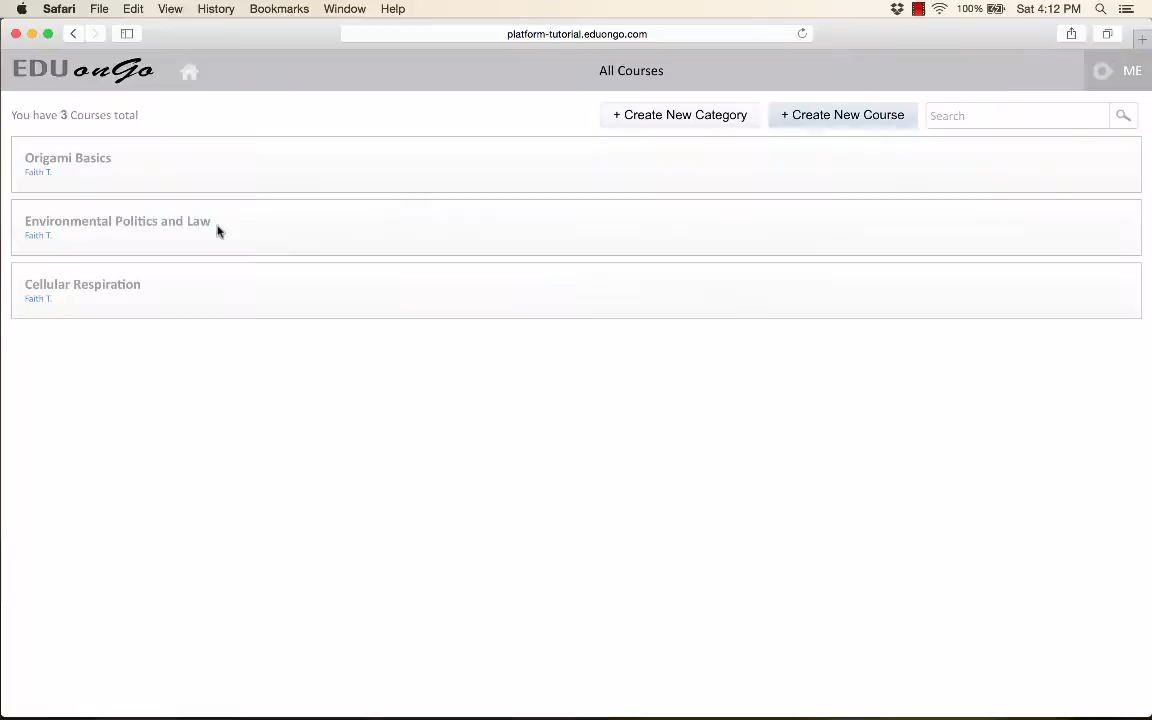 Safari File Edit View History Bookmarks Window Help 100% Sat 4:12 PM
platform-tutorial.eduongo.com
EDU onGo All Courses ME
You have 3 Courses total + Create New Category + Create New Course Search
Origami Basics
Faith T.
Environmental Politics and Law
Faith T.
Cellular Respiration
Faith T.